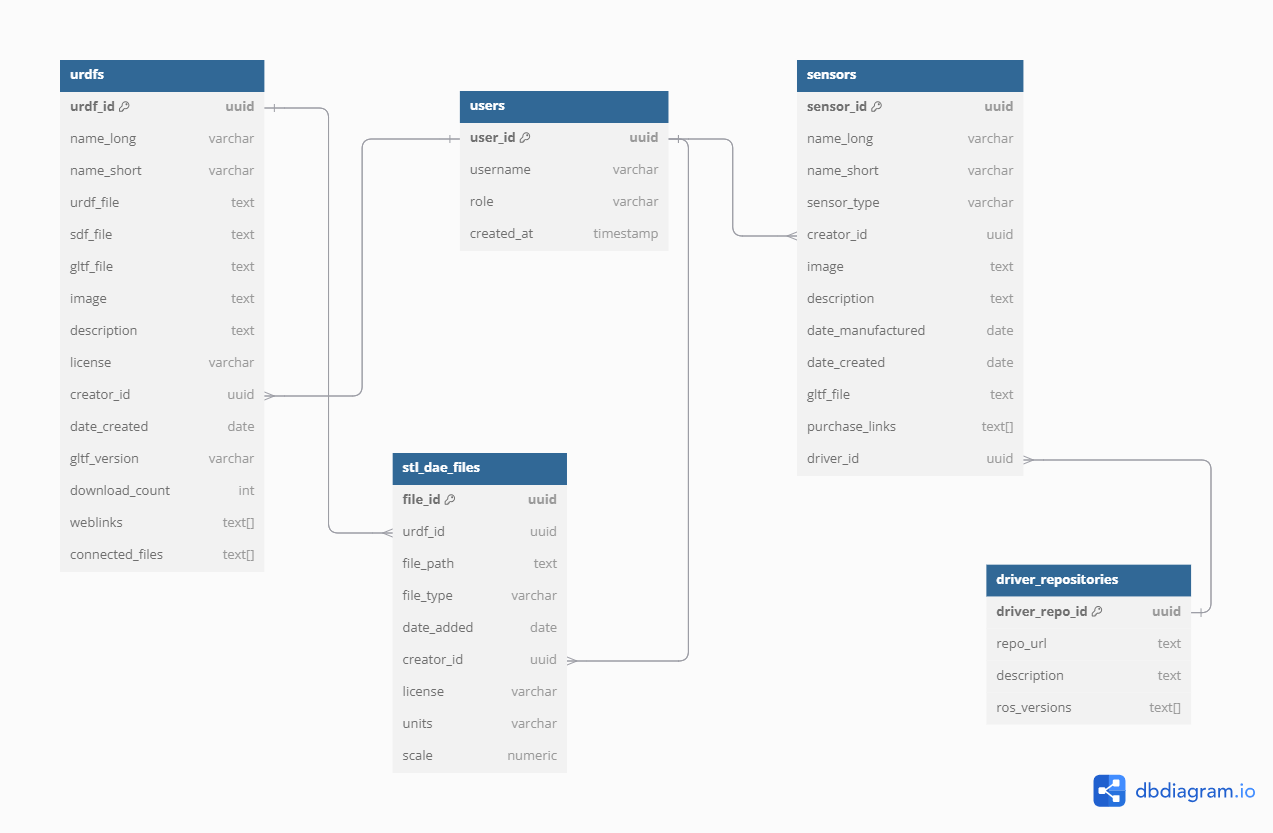 urdfs
urdf_id uuid
name_long varchar
name_short varchar
urdf_file text
sdf_file text
gltf_file text
image text
description text
license varchar
creator_id uuid
date_created date
gltf_version varchar
download_count int
weblinks text[]
connected_files text[]
users
user_id uuid
username varchar
role varchar
created_at timestamp
stl_dae_files
file_id uuid
urdf_id uuid
file_path text
file_type varchar
date_added date
creator_id uuid
license varchar
units varchar
scale numeric
sensors
sensor_id uuid
name_long varchar
name_short varchar
sensor_type varchar
creator_id uuid
image text
description text
date_manufactured date
date_created date
gltf_file text
purchase_links text[]
driver_id uuid
driver_repositories
driver_repo_id uuid
repo_url text
description text
ros_versions text[]
dbdiagram.io